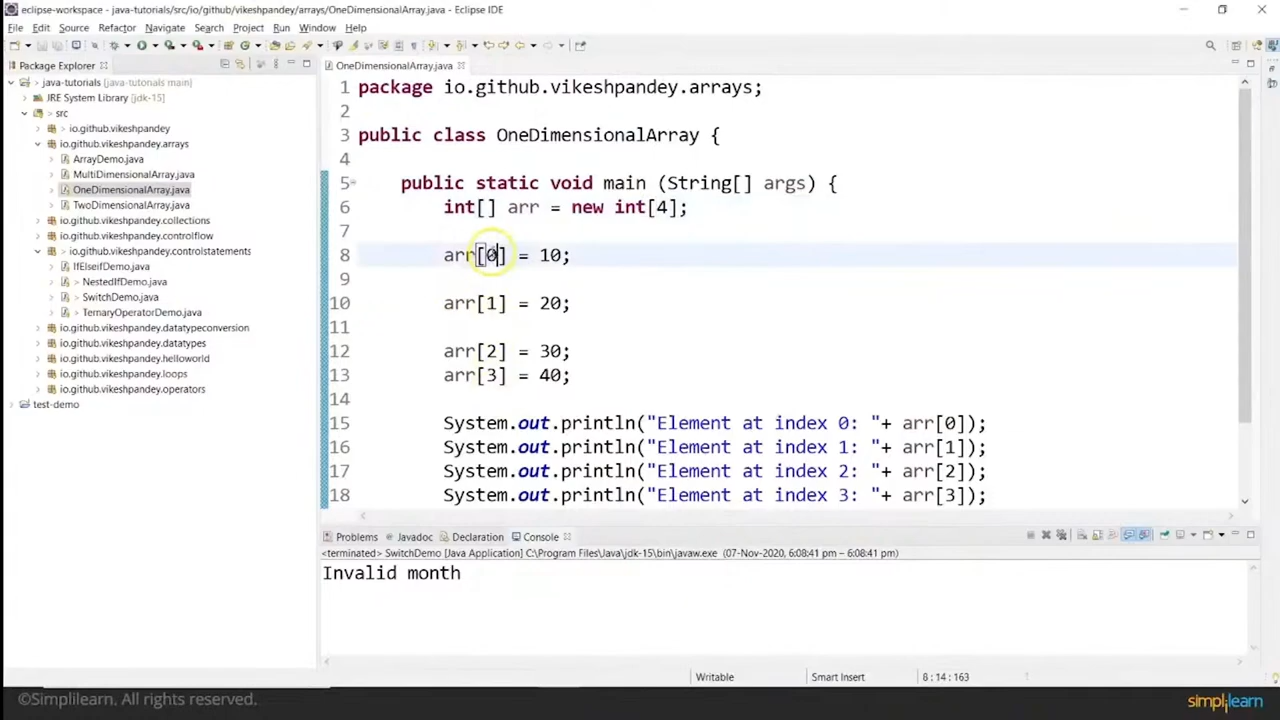 eclipse-workspace - java-tutorials/src/io/github/vikeshpandey/arrays/OneDimensionalArray.java - Eclipse IDE
File Edit Source Refactor Navigate Search Project Run Window Help
Package Explorer
OneDimensionalArray.java
java-tutorials [java-tutonals main]
JRE System Library [jdk-15]
src
io.github.vikeshpandey
io.github.vikeshpandey.arrays
ArrayDemo.java
MultiDimensionalArray.java
OneDimensionalArray.java
TwoDimensionalArray.java
io.github.vikeshpandey.collections
io.github.vikeshpandey.controlflow
> io.github.vikeshpandey.controlstatements
IfElseifDemo.java
> NestedIfDemo.java
> SwitchDemo.java
> TernaryOperatorDemo.java
io.github.vikeshpandey.datatypeconversion
io.github.vikeshpandey.datatypes
io.github.vikeshpandey.helloworld
io.github.vikeshpandey.loops
io.github.vikeshpandey.operators
test-demo
1 package io.github.vikeshpandey.arrays;
2
3 public class OneDimensionalArray {
4
5 public static void main (String[] args) {
6 int[] arr = new int[4];
7
8 arr[0] = 10;
9
10 arr[1] = 20;
11
12 arr[2] = 30;
13 arr[3] = 40;
14
15 System.out.println("Element at index 0: "+ arr[0]);
16 System.out.println("Element at index 1: "+ arr[1]);
17 System.out.println("Element at index 2: "+ arr[2]);
18 System.out.println("Element at index 3: "+ arr[3]);
Problems Javadoc Declaration Console
<terminated> SwitchDemo [Java Application] C:\Program Files\Java\jdk-15\bin\javaw.exe (07-Nov-2020, 6:08:41 pm – 6:08:41 pm)
Invalid month
Writable Smart Insert 8 : 14 : 163
©Simplilearn. All rights reserved.
simplilearn